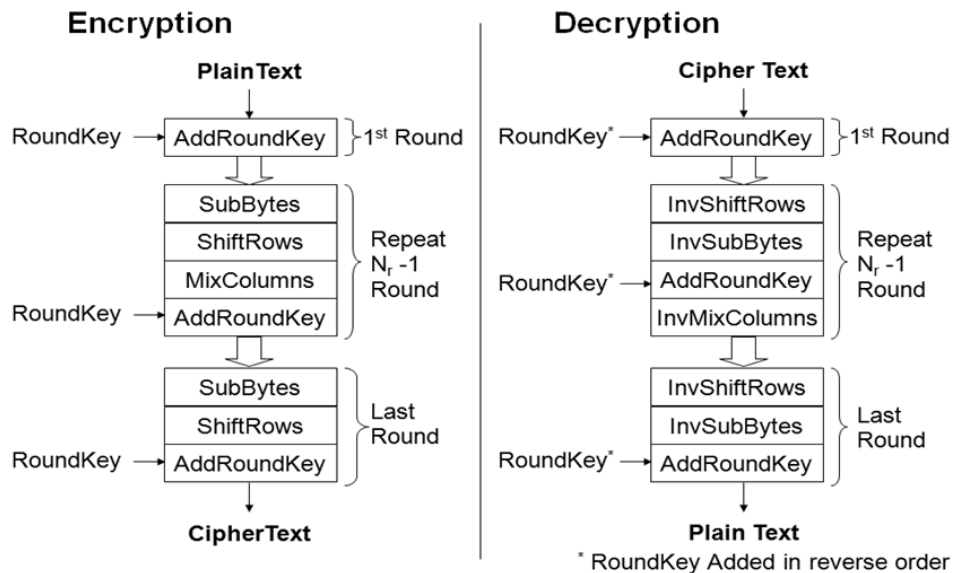 Encryption
PlainText
RoundKey
AddRoundKey
1st Round
SubBytes
ShiftRows
MixColumns
RoundKey
AddRoundKey
Repeat
Nr -1
Round
SubBytes
ShiftRows
RoundKey
AddRoundKey
Last
Round
CipherText
Decryption
Cipher Text
RoundKey*
AddRoundKey
1st Round
InvShiftRows
InvSubBytes
RoundKey*
AddRoundKey
InvMixColumns
Repeat
Nr -1
Round
InvShiftRows
InvSubBytes
RoundKey*
AddRoundKey
Last
Round
Plain Text
* RoundKey Added in reverse order